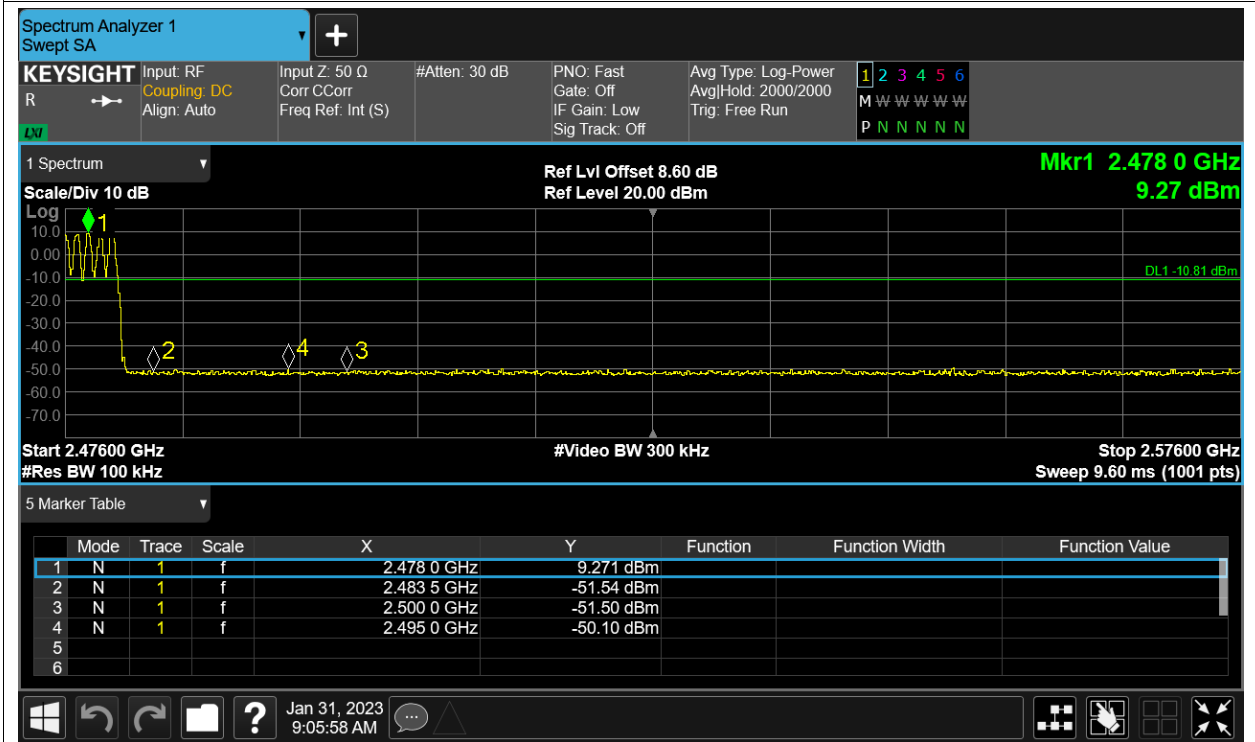 Spectrum Analyzer 1
Swept SA
+
KEYSIGHT Input: RF Input Z: 50 Ω #Atten: 30 dB PNO: Fast Avg Type: Log-Power 1 2 3 4 5 6
R Coupling: DC Corr CCorr Gate: Off Avg|Hold: 2000/2000 M W W W W W
Align: Auto Freq Ref: Int (S) IF Gain: Low Trig: Free Run
LXI Sig Track: Off P N N N N N
1 Spectrum Ref Lvl Offset 8.60 dB Mkr1 2.478 0 GHz
Scale/Div 10 dB Ref Level 20.00 dBm 9.27 dBm
Log
1
10.0
0.00
-10.0 DL1 -10.81 dBm
-20.0
-30.0
-40.0
2 4 3
-50.0
-60.0
-70.0
Start 2.47600 GHz #Video BW 300 kHz Stop 2.57600 GHz
#Res BW 100 kHz Sweep 9.60 ms (1001 pts)
5 Marker Table
Mode Trace Scale X Y Function Function Width Function Value
1 N 1 f 2.478 0 GHz 9.271 dBm
2 N 1 f 2.483 5 GHz -51.54 dBm
3 N 1 f 2.500 0 GHz -51.50 dBm
4 N 1 f 2.495 0 GHz -50.10 dBm
5
6
? Jan 31, 2023
9:05:58 AM